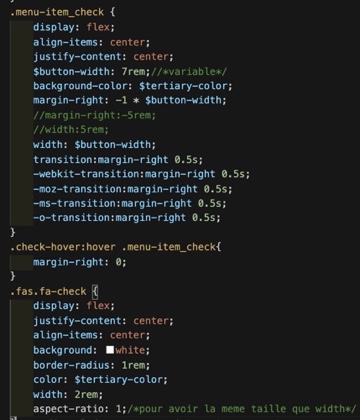 .menu-item_check {
display: flex;
align-items: center;
justify-content: center;
$button-width: 7rem;//*variable*/
background-color: $tertiary-color;
margin-right: -1 * $button-width;
//margin-right:-5rem;
//width:5rem;
width: $button-width;
transition:margin-right 0.5s;
-webkit-transition:margin-right 0.5s;
-moz-transition:margin-right 0.5s;
-ms-transition:margin-right 0.5s;
-o-transition:margin-right 0.5s;
}
.check-hover:hover .menu-item_check{
margin-right: 0;
}
.fas.fa-check {
display: flex;
justify-content: center;
align-items: center;
background: white;
border-radius: 1rem;
color: $tertiary-color;
width: 2rem;
aspect-ratio: 1;/*pour avoir la meme taille que width*/